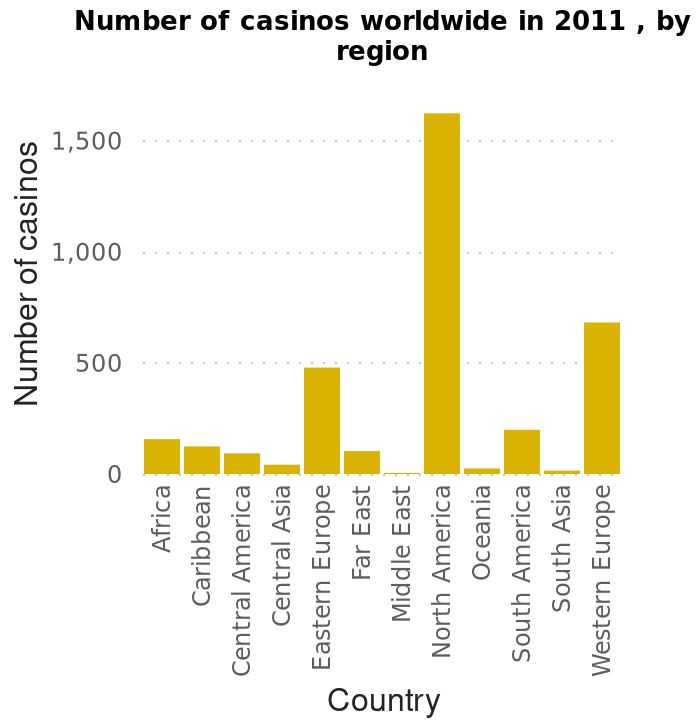 Number of casinos worldwide in 2011 , by
region
Number of casinos
1,500
1,000
500
0
Africa
Caribbean
Central America
Central Asia
Eastern Europe
Far East
Middle East
North America
Oceania
South America
South Asia
Western Europe
Country